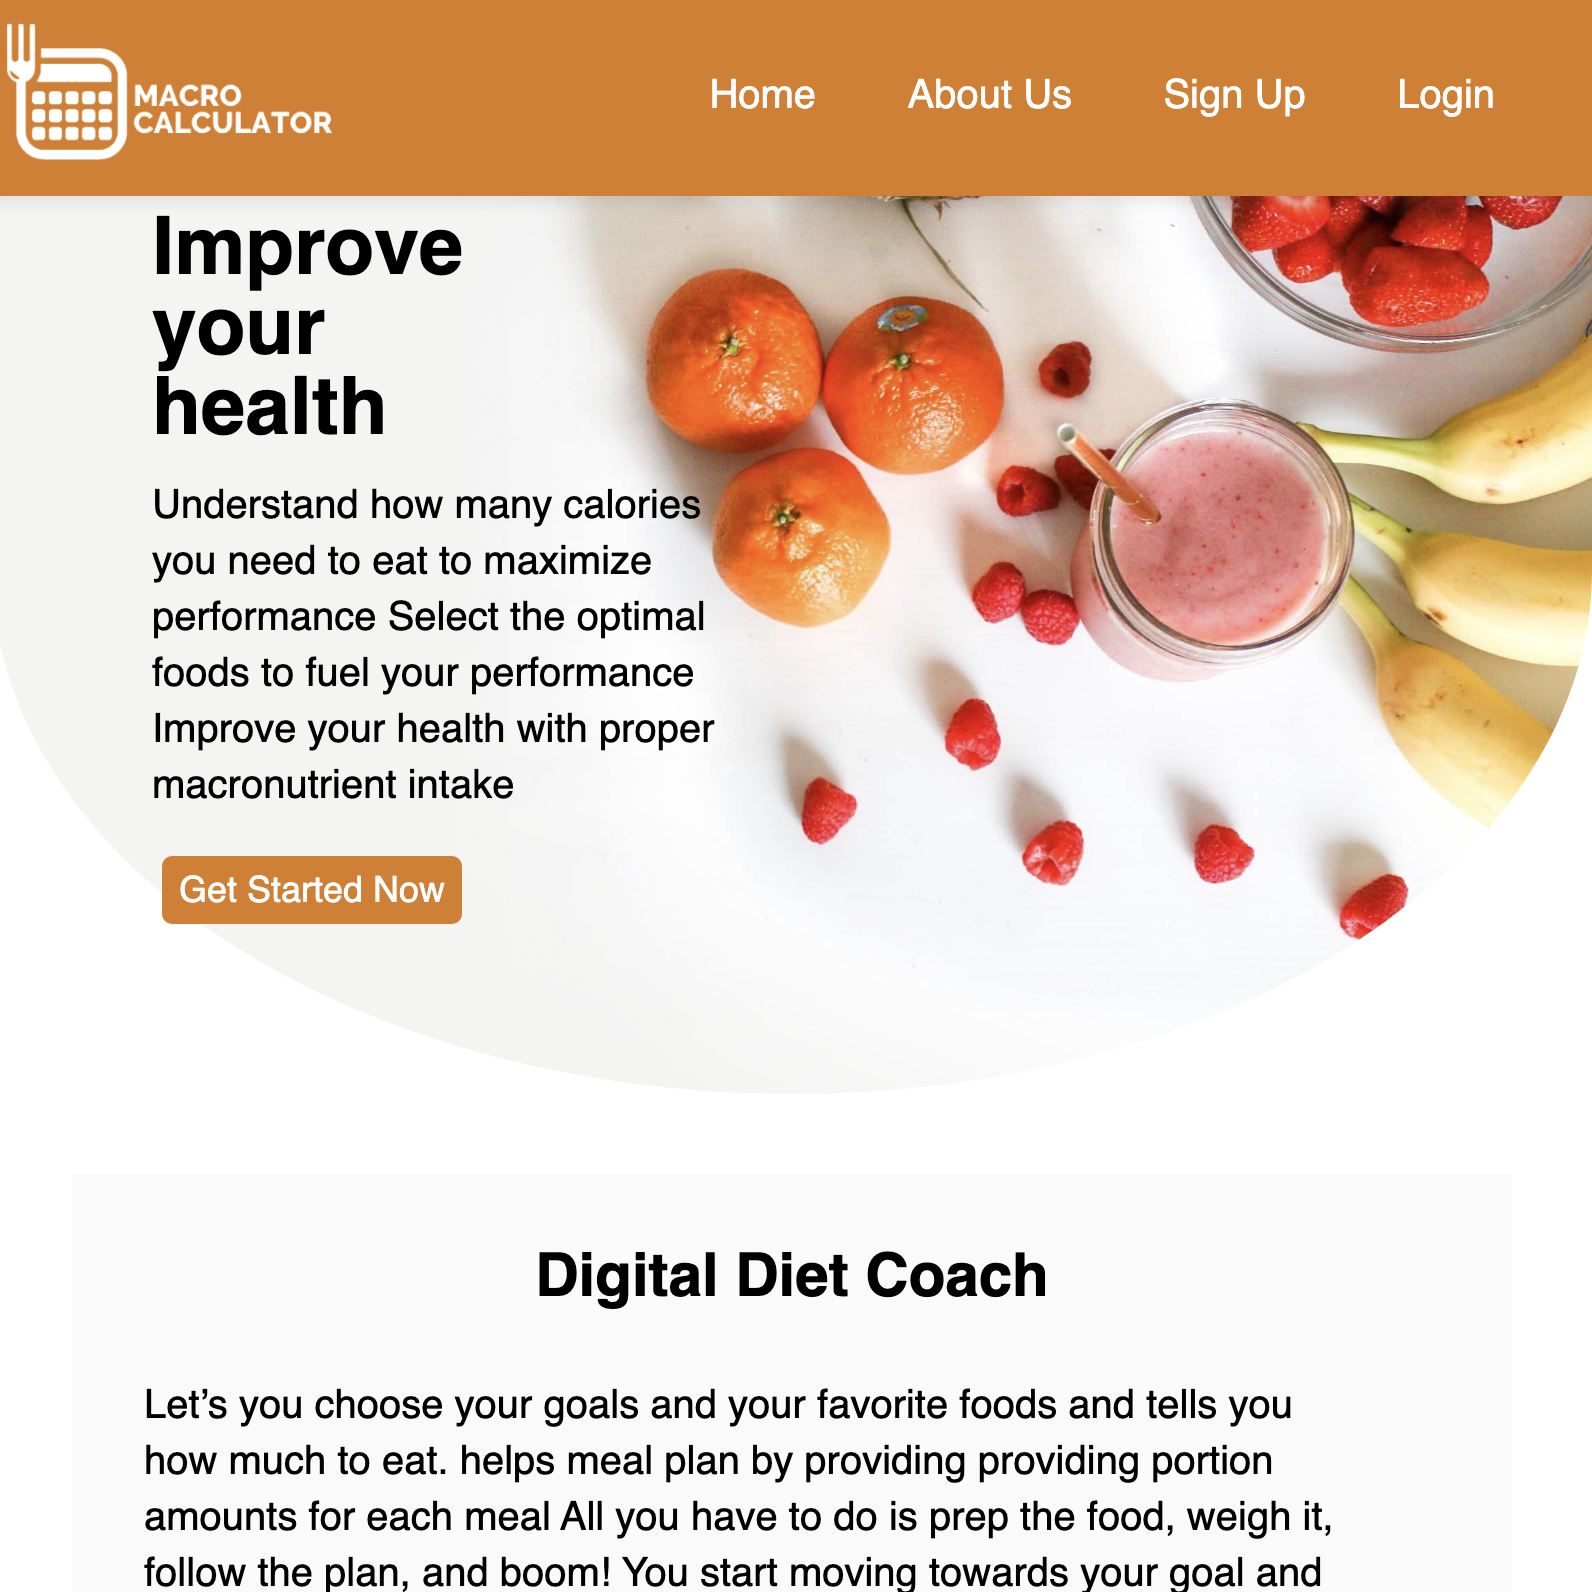 MACRO
CALCULATOR
Home About Us Sign Up Login
Improve
your
health
Understand how many calories
you need to eat to maximize
performance Select the optimal
foods to fuel your performance
Improve your health with proper
macronutrient intake
Get Started Now
Digital Diet Coach
Let’s you choose your goals and your favorite foods and tells you
how much to eat. helps meal plan by providing providing portion
amounts for each meal All you have to do is prep the food, weigh it,
follow the plan, and boom! You start moving towards your goal and